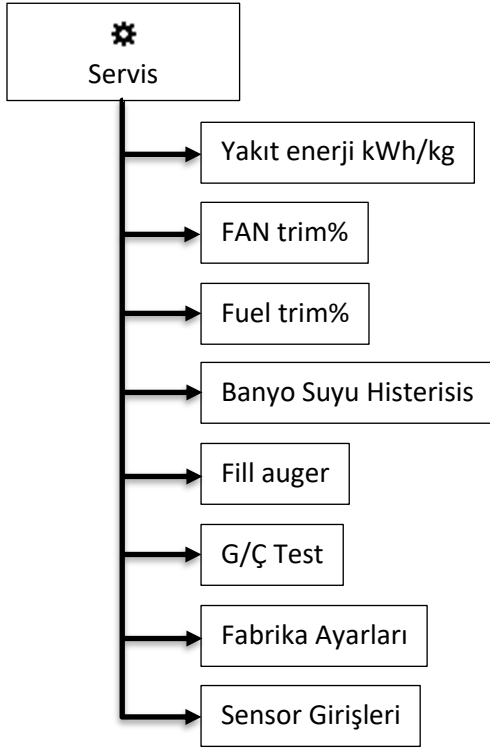 Servis
Yakıt enerji kWh/kg
FAN trim%
Fuel trim%
Banyo Suyu Histerisis
Fill auger
G/Ç Test
Fabrika Ayarları
Sensor Girişleri